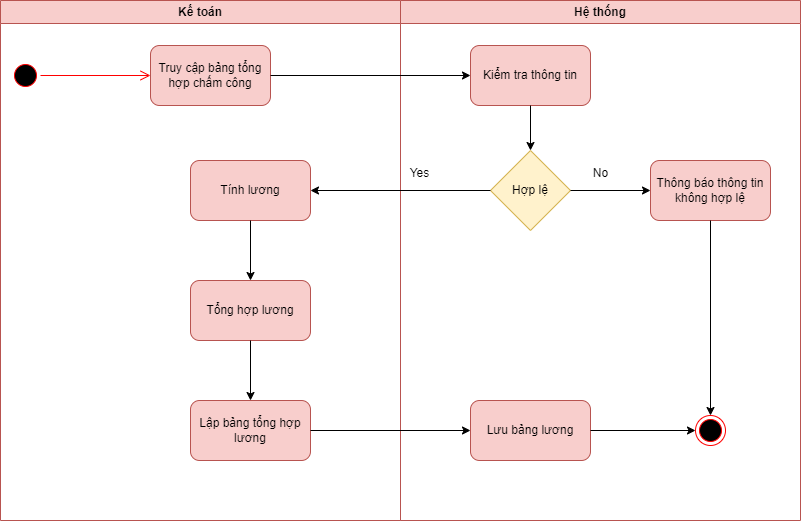 Kế toán
Hệ thống
Truy cập bảng tổng
hợp chấm công
Kiểm tra thông tin
Yes
Hợp lệ
No
Thông báo thông tin
không hợp lệ
Tính lương
Tổng hợp lương
Lập bảng tổng hợp
lương
Lưu bảng lương